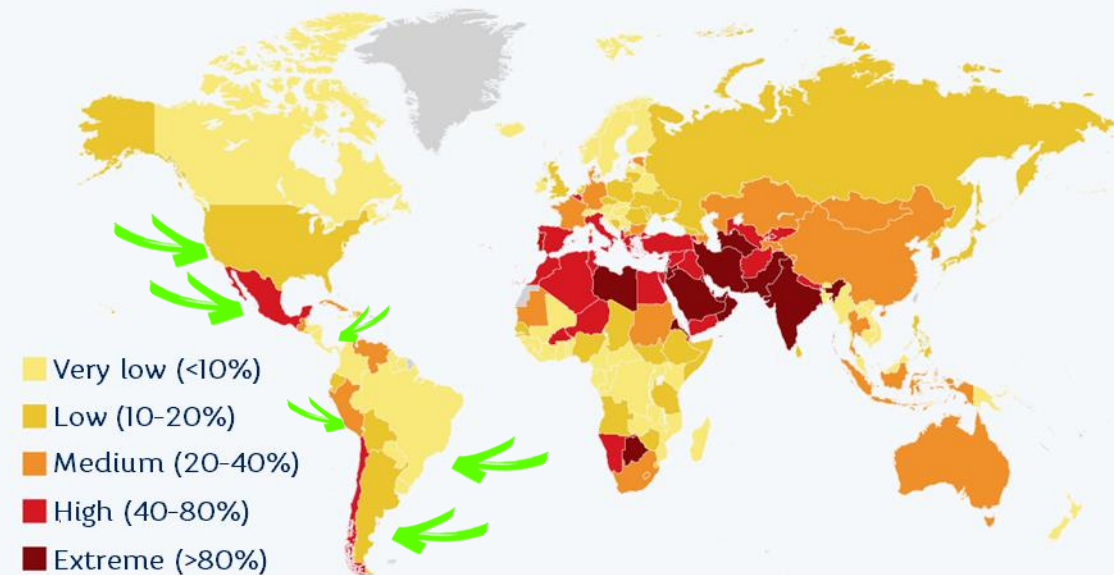 Very low (<10%)
Low (10-20%)
Medium (20-40%)
High (40-80%)
Extreme (>80%)